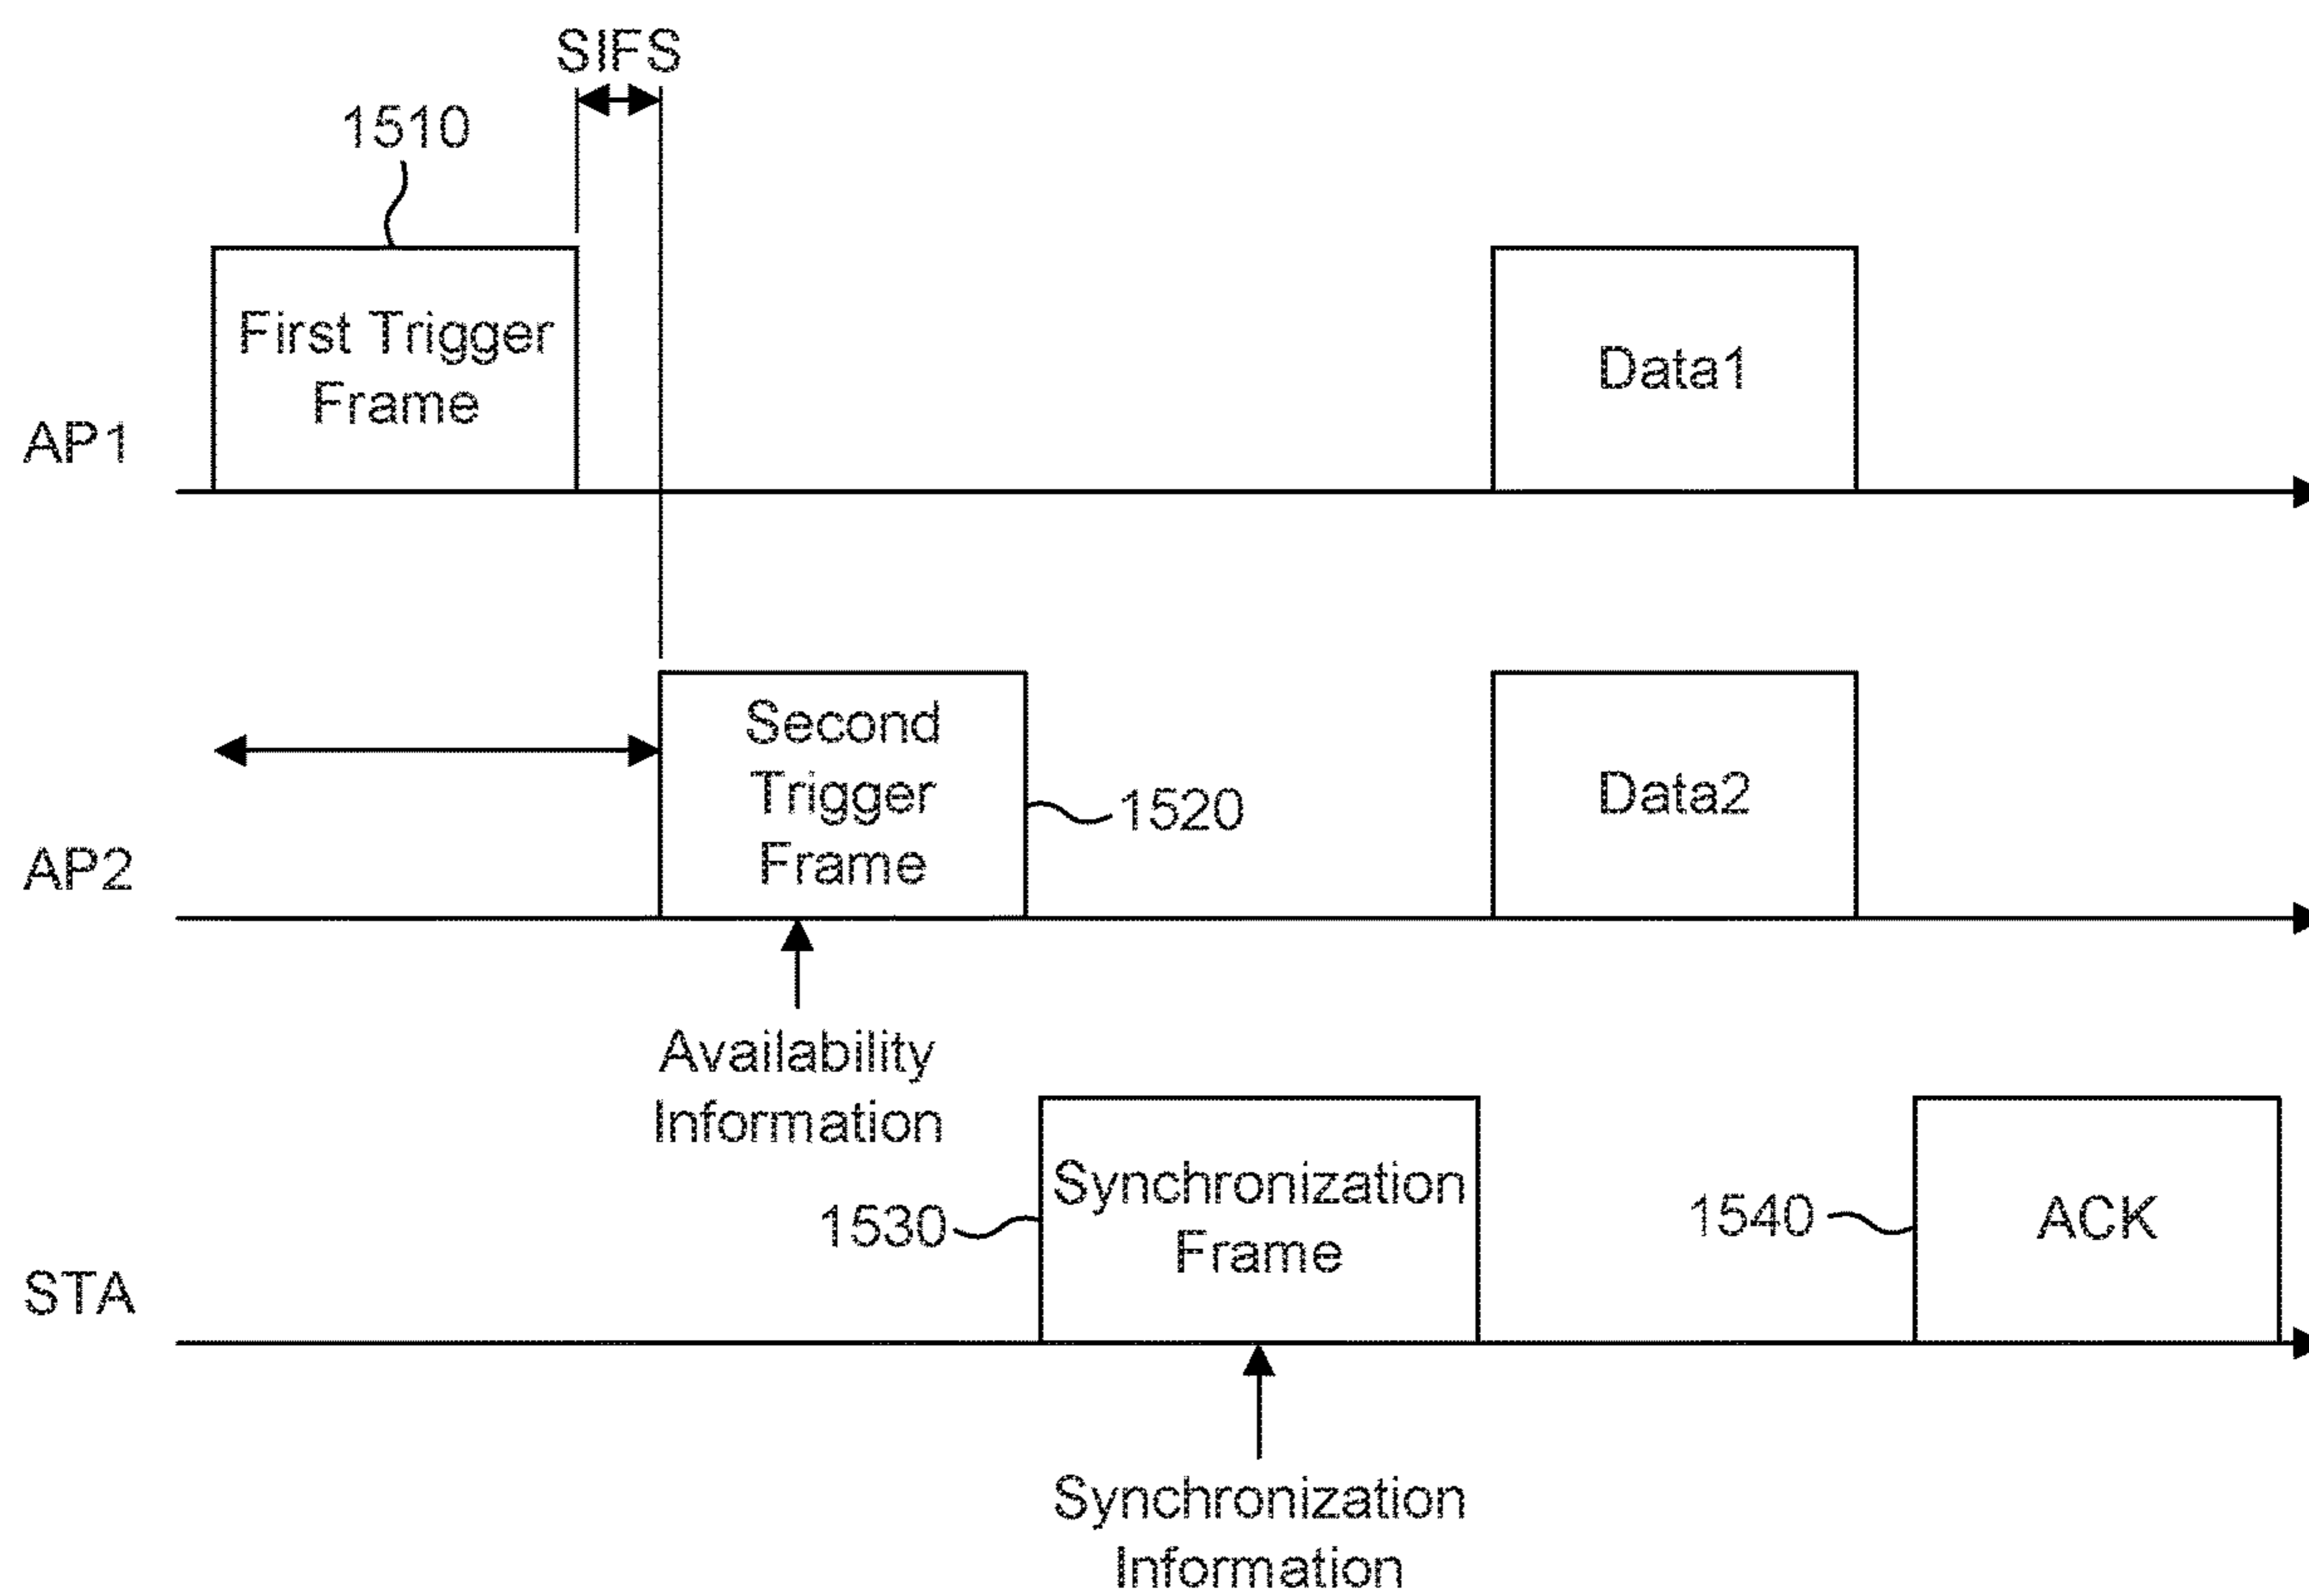 SIFS
1510
First Trigger
Frame
Data1
AP1
Second
Trigger
Frame
1520
Data2
AP2
Availability
Information
Synchronization
Frame
1530
1540
ACK
STA
Synchronization
Information